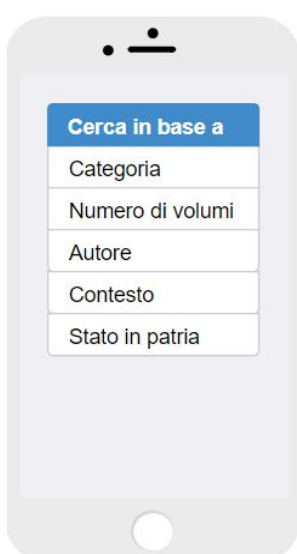 Cerca in base a
Categoria
Numero di volumi
Autore
Contesto
Stato in patria